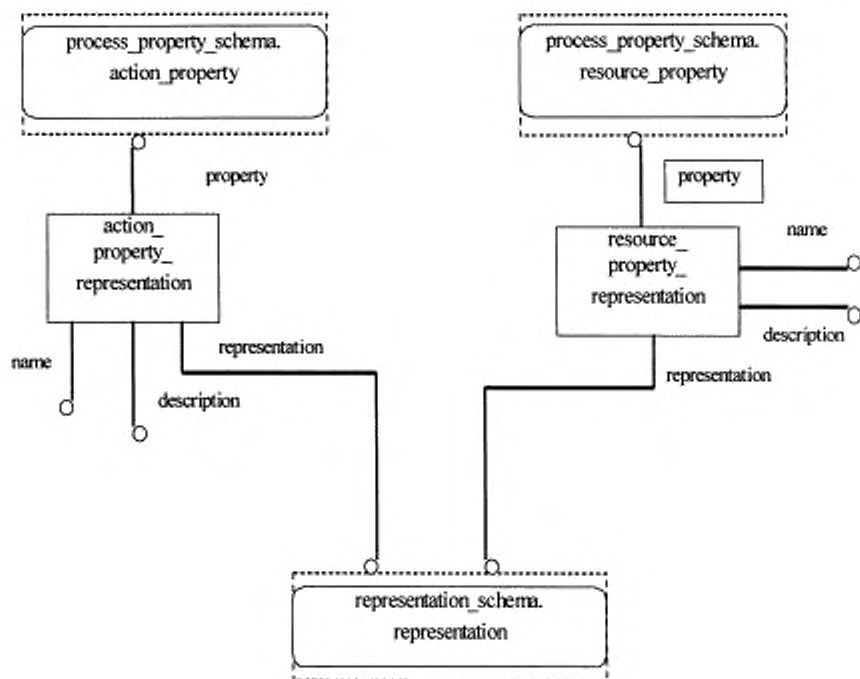 process_property_schema.
action_property
process_property_schema.
resource_property
property
property
action_
property_
representation
resource_
property_
representation
name
description
name
description
representation
representation
representation_schema.
representation